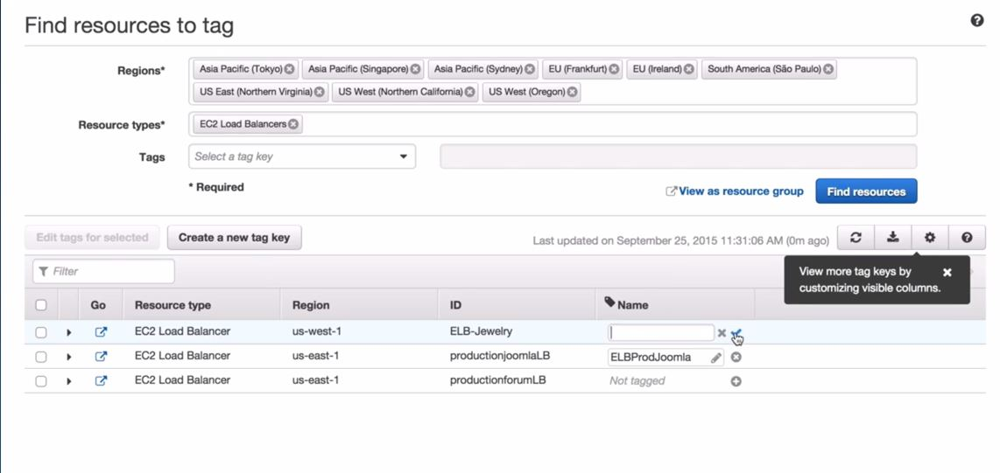 Find resources to tag
Regions*
Asia Pacific (Tokyo) Asia Pacific (Singapore) Asia Pacific (Sydney) EU (Frankfurt) EU (Ireland) South America (São Paulo)
US East (Northern Virginia) US West (Northern California) US West (Oregon)
Resource types* EC2 Load Balancers
Tags Select a tag key
* Required
View as resource group Find resources
Edit tags for selected Create a new tag key Last updated on September 25, 2015 11:31:06 AM (0m ago)
Filter
View more tag keys by
customizing visible columns.
Go Resource type Region ID Name
EC2 Load Balancer us-west-1 ELB-Jewelry
EC2 Load Balancer us-east-1 productionjoomlaLB ELBProdJoomla
EC2 Load Balancer us-east-1 productionforumLB Not tagged